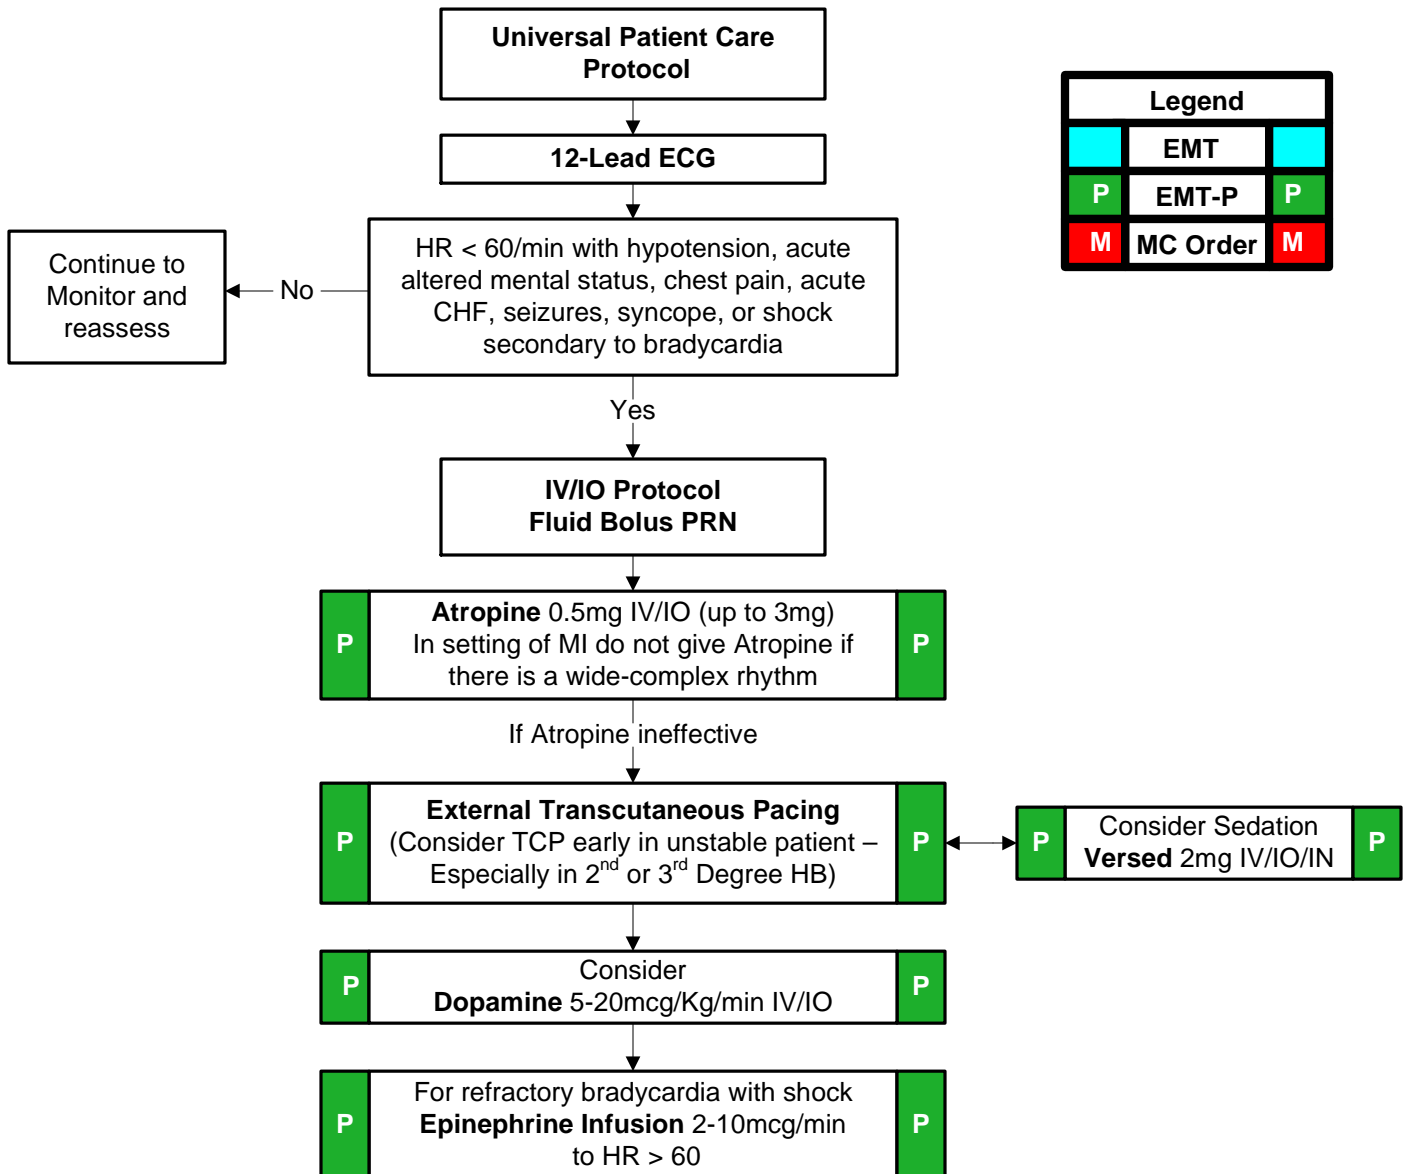 Universal Patient Care
Protocol
Legend
EMT
P EMT-P P
M MC Order M
12-Lead ECG
HR < 60/min with hypotension, acute
altered mental status, chest pain, acute
CHF, seizures, syncope, or shock
secondary to bradycardia
No
Continue to
Monitor and
reassess
Yes
IV/IO Protocol
Fluid Bolus PRN
P
Atropine 0.5mg IV/IO (up to 3mg)
In setting of MI do not give Atropine if
there is a wide-complex rhythm
P
If Atropine ineffective
P
External Transcutaneous Pacing
(Consider TCP early in unstable patient –
Especially in 2nd or 3rd Degree HB)
P
P
Consider Sedation
Versed 2mg IV/IO/IN
P
P
Consider
Dopamine 5-20mcg/Kg/min IV/IO
P
P
For refractory bradycardia with shock
Epinephrine Infusion 2-10mcg/min
to HR > 60
P